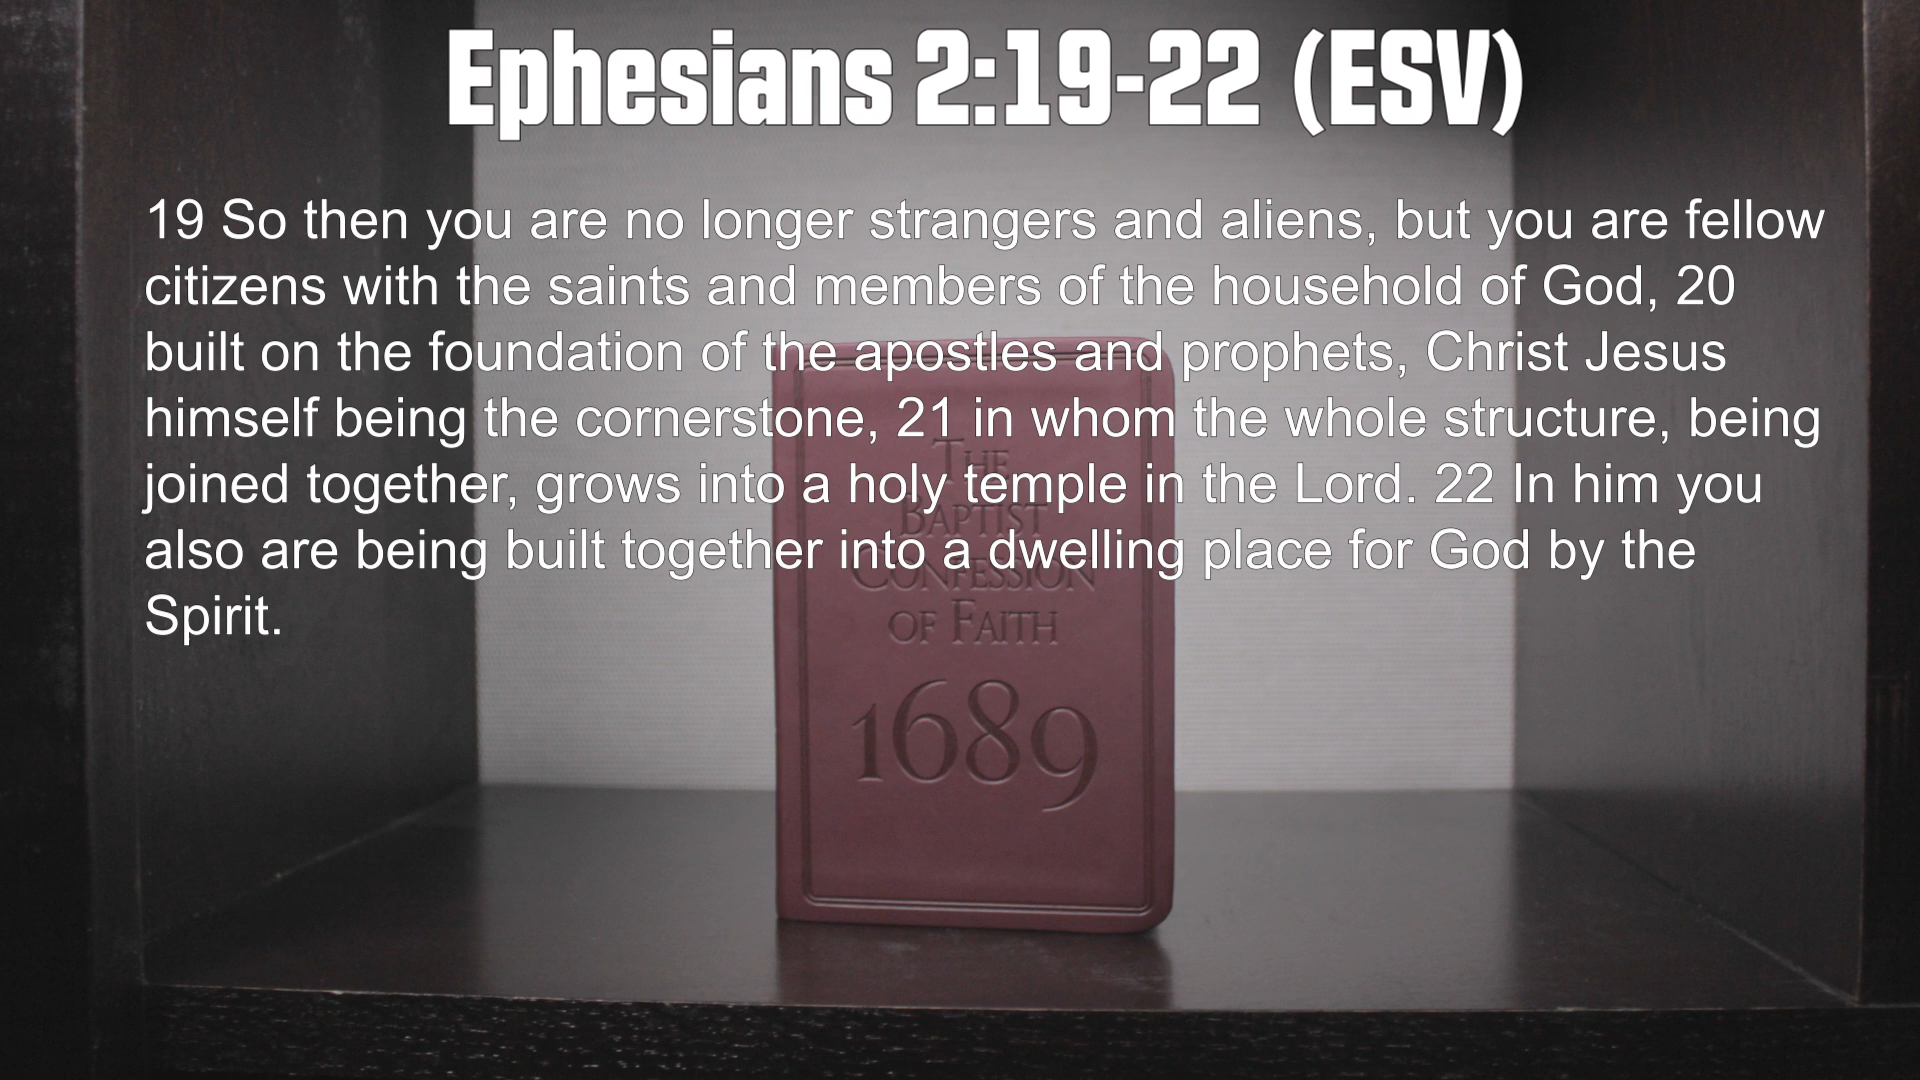 Ephesians 2:19-22 (ESV)
19 So then you are no longer strangers and aliens, but you are fellow
citizens with the saints and members of the household of God, 20
built on the foundation of the apostles and prophets, Christ Jesus
himself being the cornerstone, 21 in whom the whole structure, being
joined together, grows into a holy temple in the Lord. 22 In him you
also are being built together into a dwelling place for God by the
Spirit.
The
Baptist
Confession
of Faith
1689